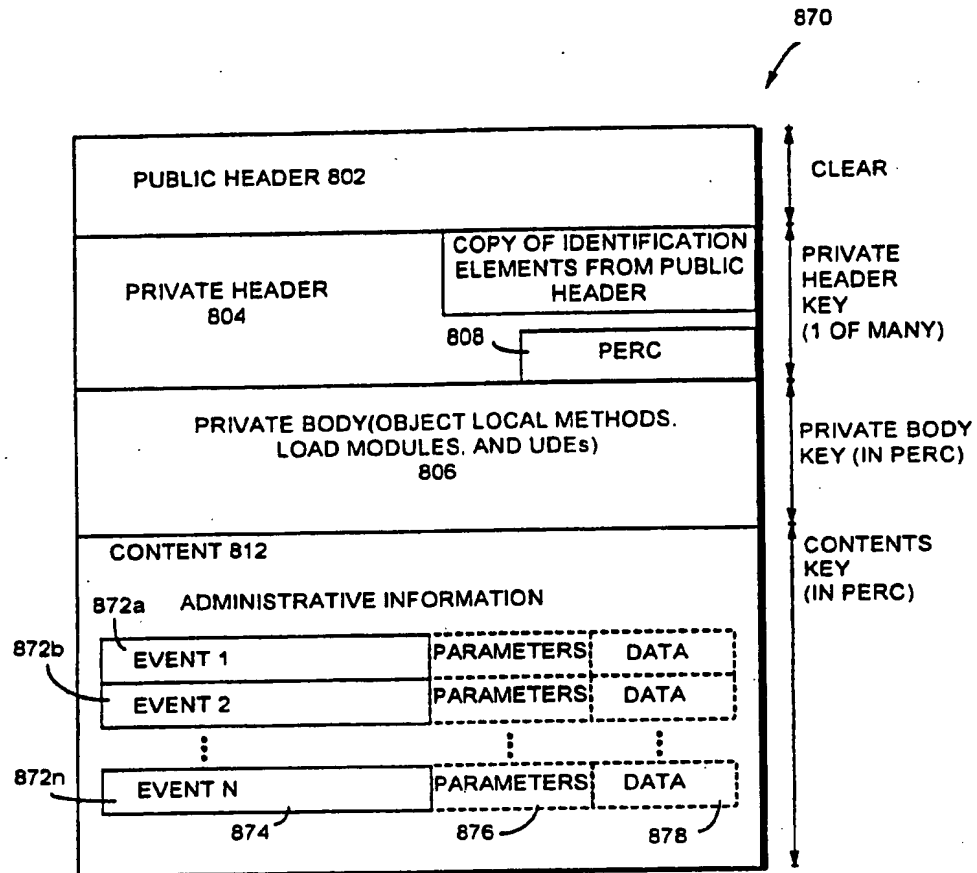 870
PUBLIC HEADER 802
CLEAR
COPY OF IDENTIFICATION
ELEMENTS FROM PUBLIC
HEADER
PRIVATE HEADER
804
PRIVATE
HEADER
KEY
(1 OF MANY)
808
PERC
PRIVATE BODY(OBJECT LOCAL METHODS.
LOAD MODULES. AND UDEs)
806
PRIVATE BODY
KEY (IN PERC)
CONTENT 812
CONTENTS
KEY
(IN PERC)
872a
ADMINISTRATIVE INFORMATION
872b
EVENT 1 PARAMETERS DATA
EVENT 2 PARAMETERS DATA
872n
EVENT N PARAMETERS DATA
874 876 878